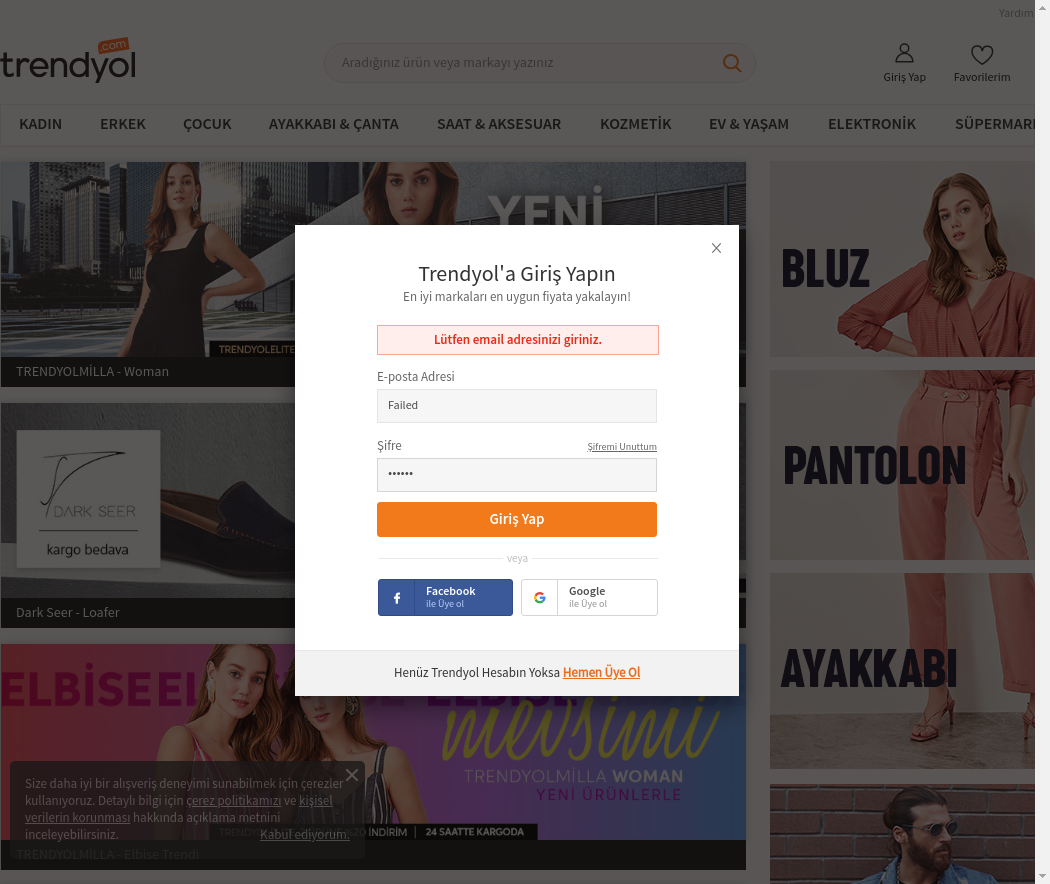 Yardım
trendyol
.com
Aradığınız ürün veya markayı yazınız
Giriş Yap
Favorilerim
KADIN
ERKEK
ÇOCUK
AYAKKABI & ÇANTA
SAAT & AKSESUAR
KOZMETİK
EV & YAŞAM
ELEKTRONİK
YENİ
TRENDYOLMİLLA - Woman
BLUZ
Trendyol'a Giriş Yapın
En iyi markaları en uygun fiyata yakalayın!
Lütfen email adresinizi giriniz.
E-posta Adresi
Failed
Şifre
Şifremi Unuttum
••••••
Giriş Yap
veya
Facebook
ile Üye ol
Google
ile Üye ol
Henüz Trendyol Hesabın Yoksa Hemen Üye Ol
DARK SEER
kargo bedava
Dark Seer - Loafer
PANTOLON
AYAKKABI
ELBİSE
mevsimi
TRENDYOLMILLA WOMAN
YENİ ÜRÜNLERLE
İNDİRİM | 24 SAATTE KARGODA
Size daha iyi bir alışveriş deneyimi sunabilmek için çerezler
kullanıyoruz. Detaylı bilgi için çerez politikamızı ve kişisel
verilerin korunması hakkında açıklama metnini
inceleyebilirsiniz.
Kabul ediyorum.
TRENDYOLMİLLA - Elbise Trendi